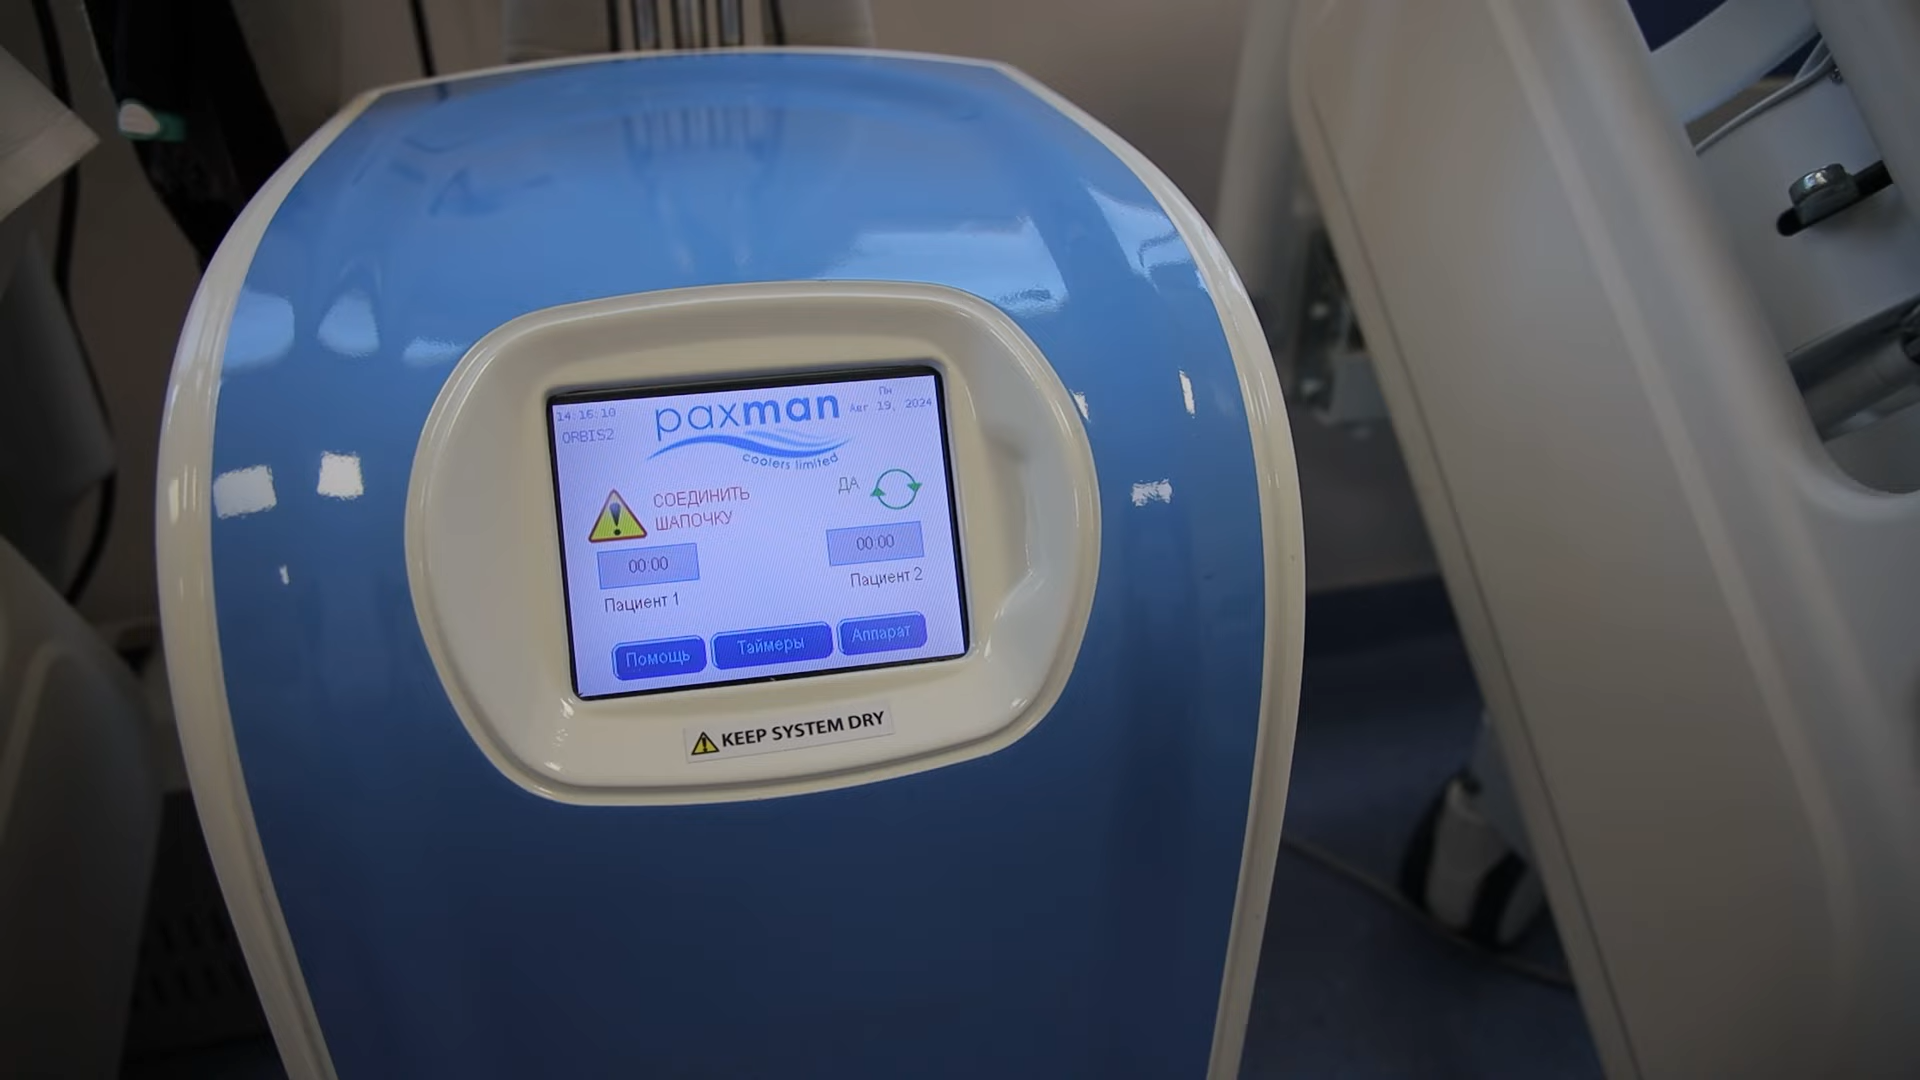 14:16:10
ORBIS2
paxman
coolers limited
Пн
Авг 19, 2024
СОЕДИНИТЬ
ШАПОЧКУ
ДА
00:00
Пациент 1
00:00
Пациент 2
Помощь
Таймеры
Аппарат
KEEP SYSTEM DRY